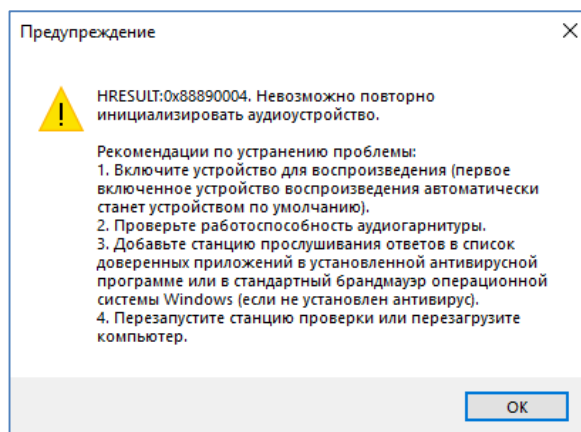 Предупреждение
HRESULT:0x88890004. Невозможно повторно
инициализировать аудиоустройство.
Рекомендации по устранению проблемы:
1. Включите устройство для воспроизведения (первое
включенное устройство воспроизведения автоматически
станет устройством по умолчанию).
2. Проверьте работоспособность аудиогарнитуры.
3. Добавьте станцию прослушивания ответов в список
доверенных приложений в установленной антивирусной
программе или в стандартный брандмауэр операционной
системы Windows (если не установлен антивирус).
4. Перезапустите станцию проверки или перезагрузите
компьютер.
OK